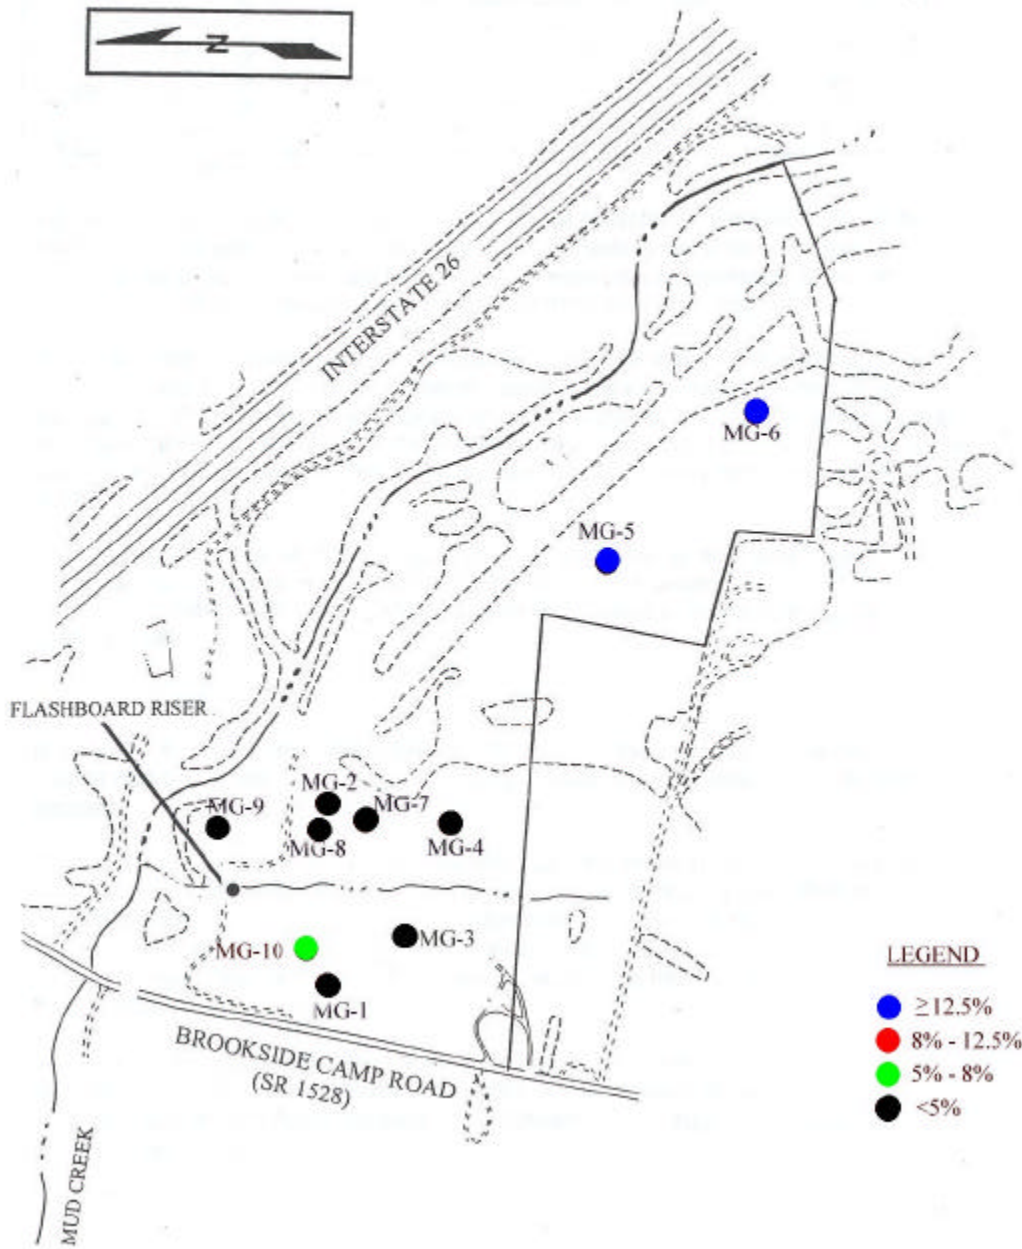 N
INTERSTATE 26
MG-6
MG-5
FLASHBOARD RISER
MG-2
MG-9
MG-7
MG-8
MG-4
MG-10
MG-3
MG-1
BROOKSIDE CAMP ROAD
(SR 1528)
MUD CREEK
LEGEND
≥12.5%
8% - 12.5%
5% - 8%
<5%